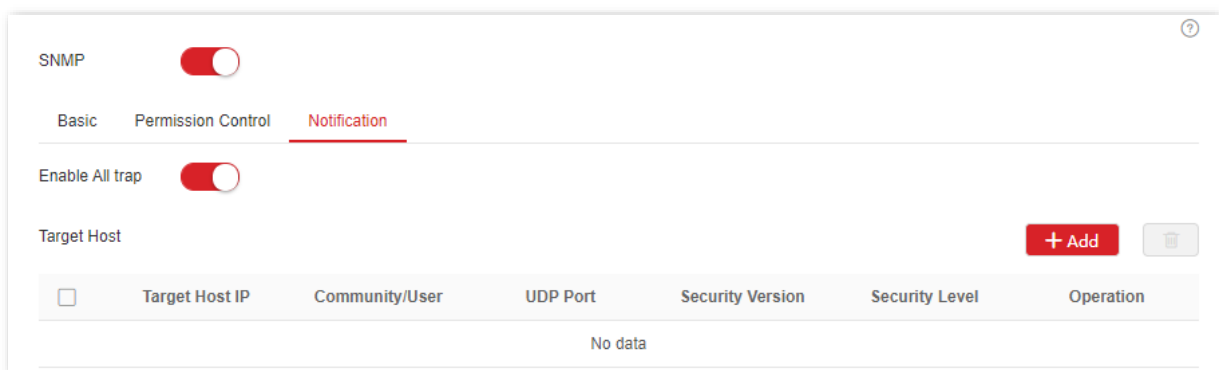 ?
SNMP
Basic Permission Control Notification
Enable All trap
Target Host + Add
Target Host IP Community/User UDP Port Security Version Security Level Operation
No data